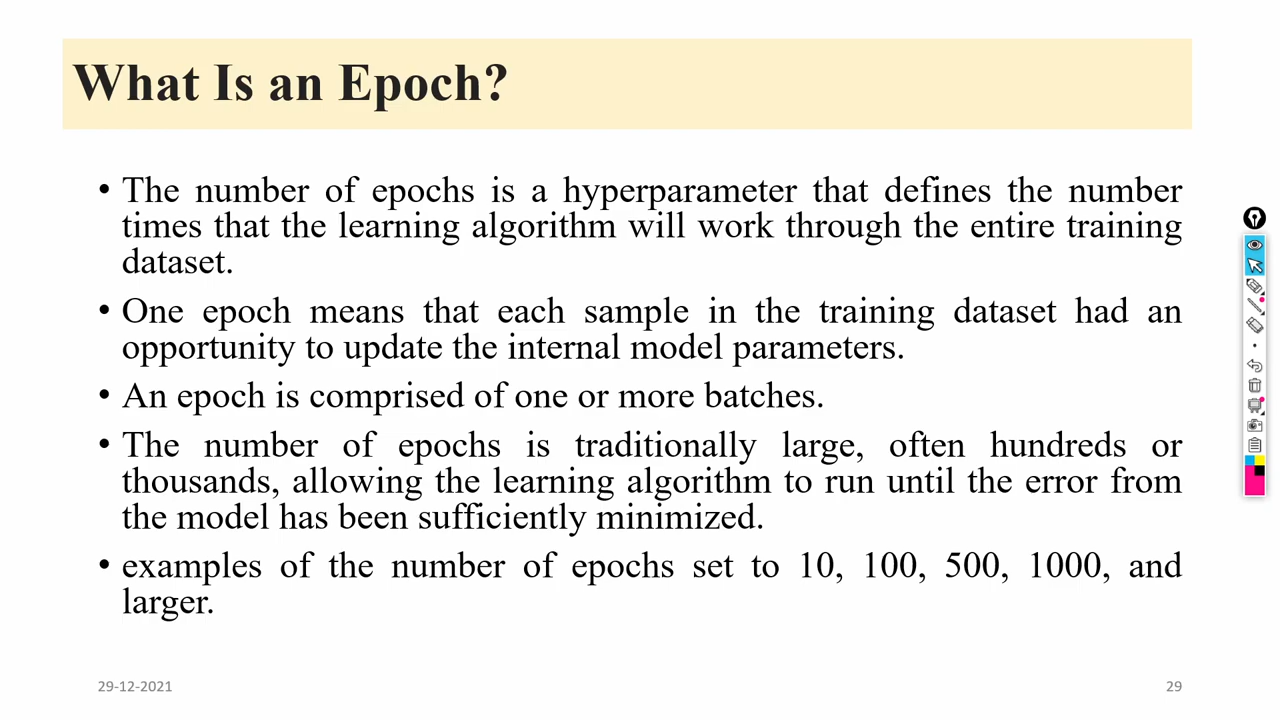 What Is an Epoch?
• The number of epochs is a hyperparameter that defines the number
times that the learning algorithm will work through the entire training
dataset.
• One epoch means that each sample in the training dataset had an
opportunity to update the internal model parameters.
• An epoch is comprised of one or more batches.
• The number of epochs is traditionally large, often hundreds or
thousands, allowing the learning algorithm to run until the error from
the model has been sufficiently minimized.
• examples of the number of epochs set to 10, 100, 500, 1000, and
larger.
29-12-2021
29